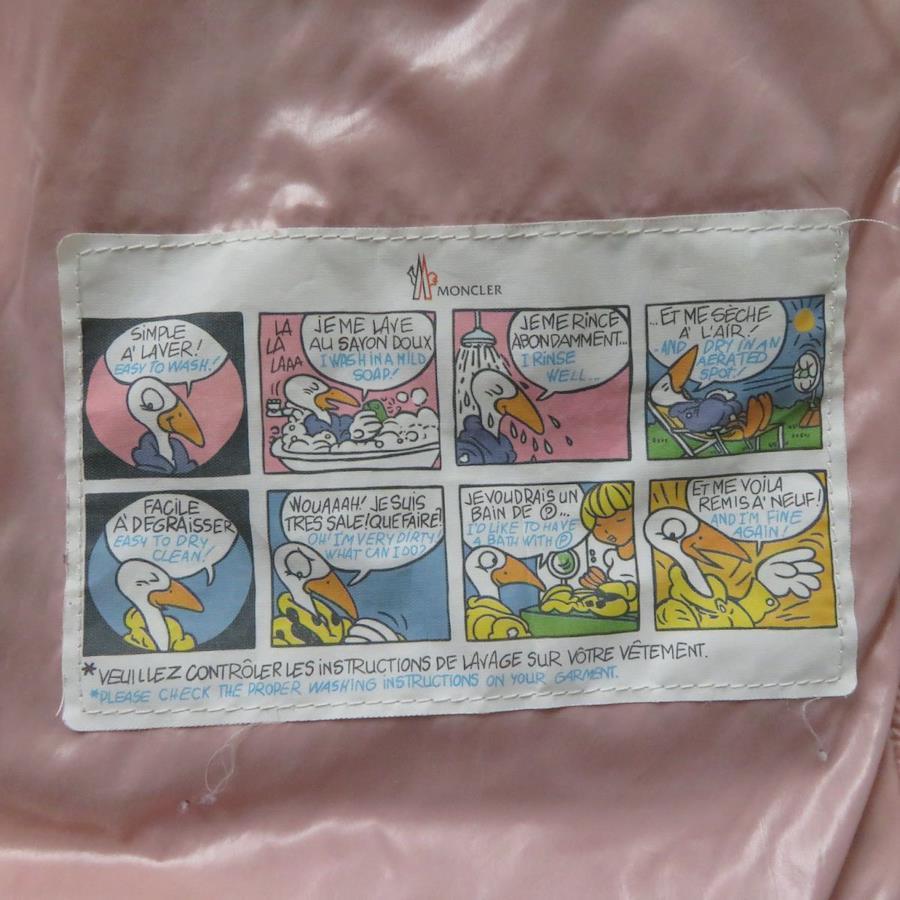 MONCLER
SIMPLE
A' LAVER!
EASY TO WASH!
LA
LA
LAAA
JE ME LAVE
AU SAYON DOUX
I WASH IN A MILD
SOAP!
JE ME RINCE
ABONDAMMENT...
I RINSE
WELL...
...ET ME SÈCHE
A' L'AIR!
AND I DRY IN AN
AERATED
SPOT!
FACILE
A' DEGRAISSER
EASY TO DRY
CLEAN!
WOUAAAH! JE SUIS
TRES SALE! QUE FAIRE?
OH! I'M VERY DIRTY!
WHAT CAN I DO?
JE VOUDRAIS UN
BAIN DE Ⓟ...
I'D LIKE TO HAVE
A BATH WITH Ⓟ
ET ME VOILA
REMIS A' NEUF!
AND I'M FINE
AGAIN!
*VEUILLEZ CONTRÔLER LES INSTRUCTIONS DE LAVAGE SUR VÔTRE VÊTEMENT.
*PLEASE CHECK THE PROPER WASHING INSTRUCTIONS ON YOUR GARMENT.